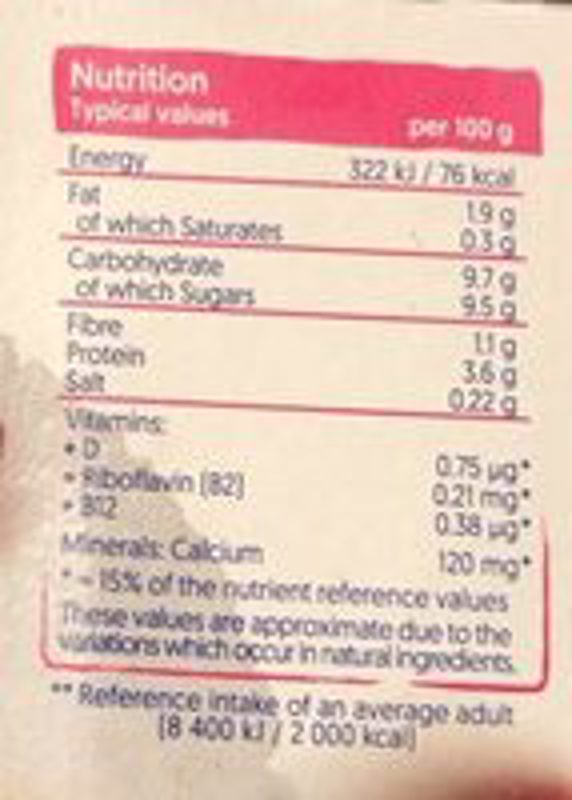 Nutrition
Typical values per 100 g
Energy 322 kJ / 76 kcal
Fat 1.9 g
of which Saturates 0.3 g
Carbohydrate 9.7 g
of which Sugars 9.5 g
Fibre 1.1 g
Protein 3.6 g
Salt 0.22 g
Vitamins:
• D 0.75 µg*
• Riboflavin (B2) 0.21 mg*
• B12 0.38 µg*
Minerals: Calcium 120 mg*
* = 15% of the nutrient reference values
These values are approximate due to the
variations which occur in natural ingredients.
** Reference intake of an average adult
(8 400 kJ / 2 000 kcal)